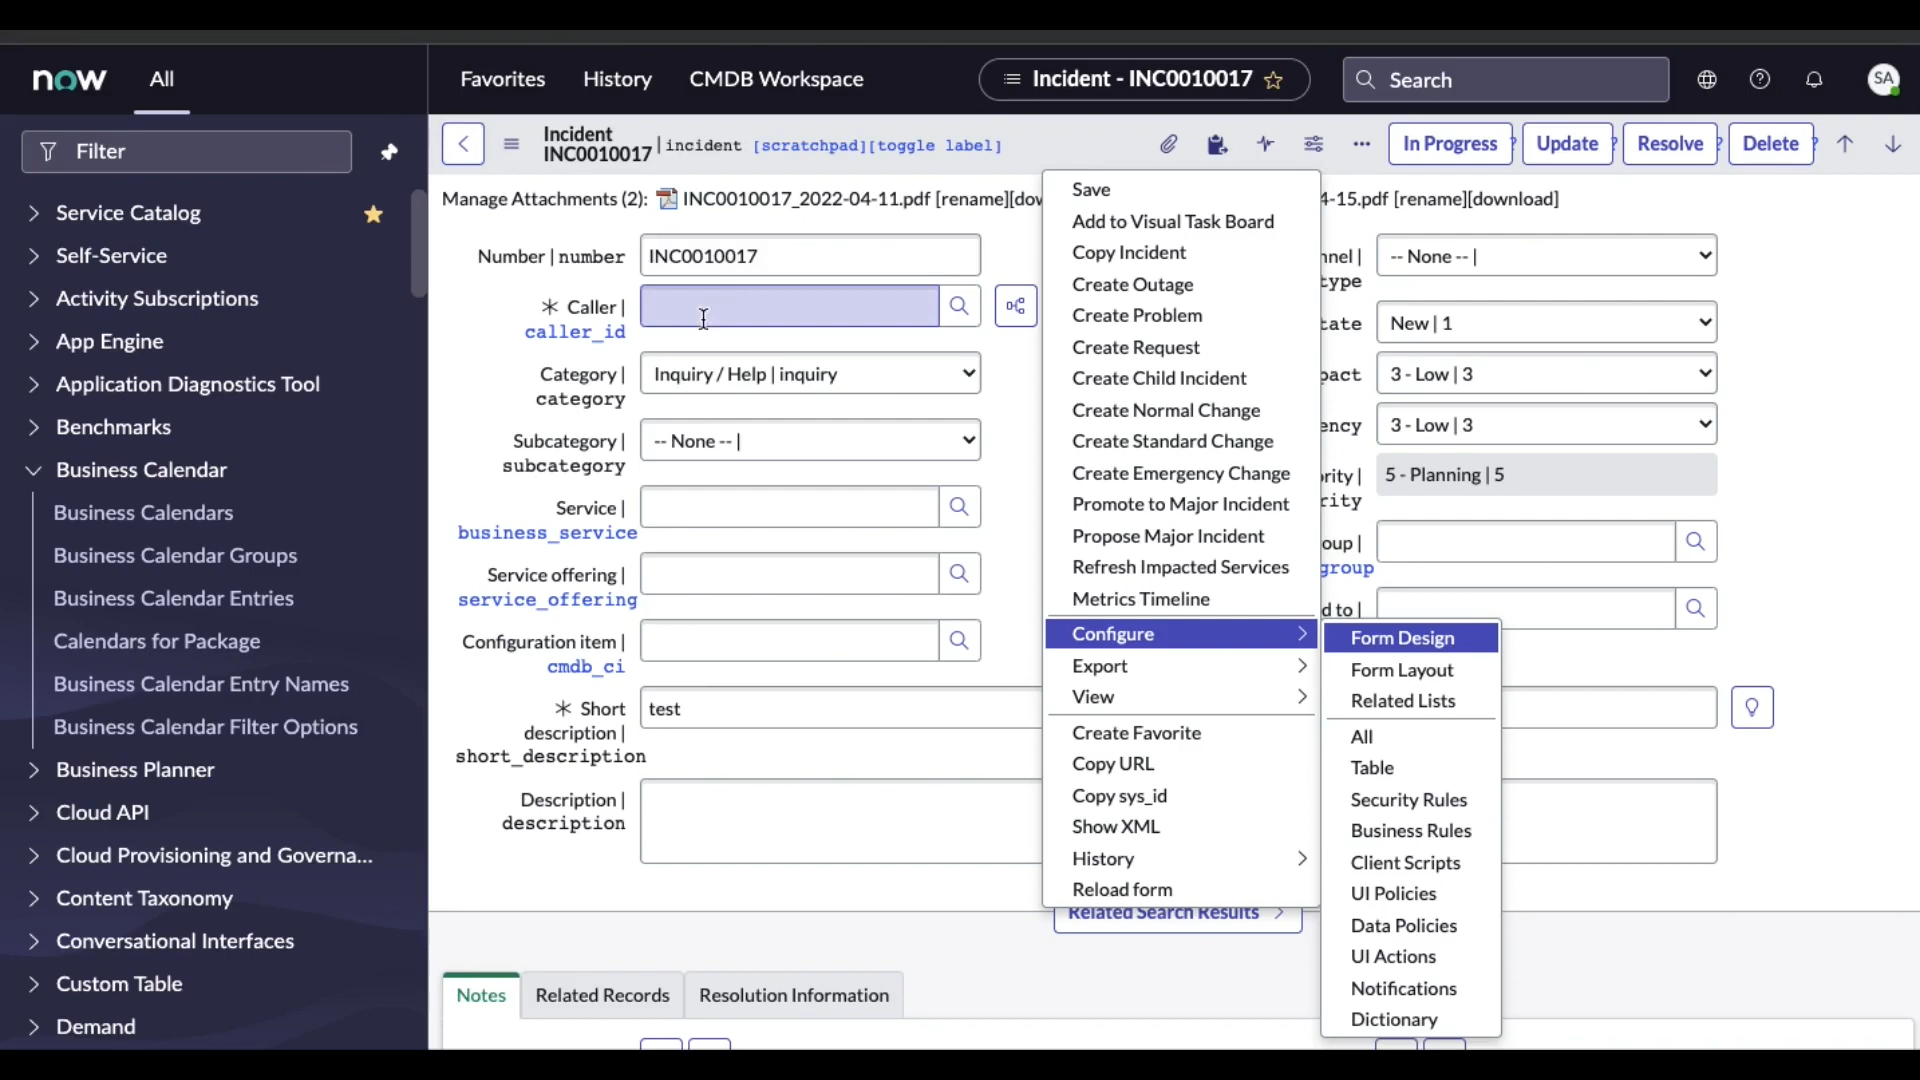 now
All
Favorites
History
CMDB Workspace
Incident - INC0010017
Search
SA
Filter
Service Catalog
Self-Service
Activity Subscriptions
App Engine
Application Diagnostics Tool
Benchmarks
Business Calendar
Business Calendars
Business Calendar Groups
Business Calendar Entries
Calendars for Package
Business Calendar Entry Names
Business Calendar Filter Options
Business Planner
Cloud API
Cloud Provisioning and Governa...
Content Taxonomy
Conversational Interfaces
Custom Table
Demand
Incident
INC0010017 | incident [scratchpad][toggle label]
In Progress
Update
Resolve
Delete
Manage Attachments (2): INC0010017_2022-04-11.pdf [rename][dow
4-15.pdf [rename][download]
Number | number
INC0010017
* Caller |
caller_id
Category |
category
Inquiry / Help | inquiry
Subcategory |
subcategory
-- None -- |
Service |
business_service
Service offering |
service_offering
Configuration item |
cmdb_ci
* Short
description |
short_description
test
Description |
description
nnel |
type
-- None -- |
tate
New | 1
pact
3 - Low | 3
ency
3 - Low | 3
rity |
rity
5 - Planning | 5
oup |
group
d to |
Save
Add to Visual Task Board
Copy Incident
Create Outage
Create Problem
Create Request
Create Child Incident
Create Normal Change
Create Standard Change
Create Emergency Change
Promote to Major Incident
Propose Major Incident
Refresh Impacted Services
Metrics Timeline
Configure
Export
View
Create Favorite
Copy URL
Copy sys_id
Show XML
History
Reload form
Form Design
Form Layout
Related Lists
All
Table
Security Rules
Business Rules
Client Scripts
UI Policies
Data Policies
UI Actions
Notifications
Dictionary
Related Search Results
Notes
Related Records
Resolution Information